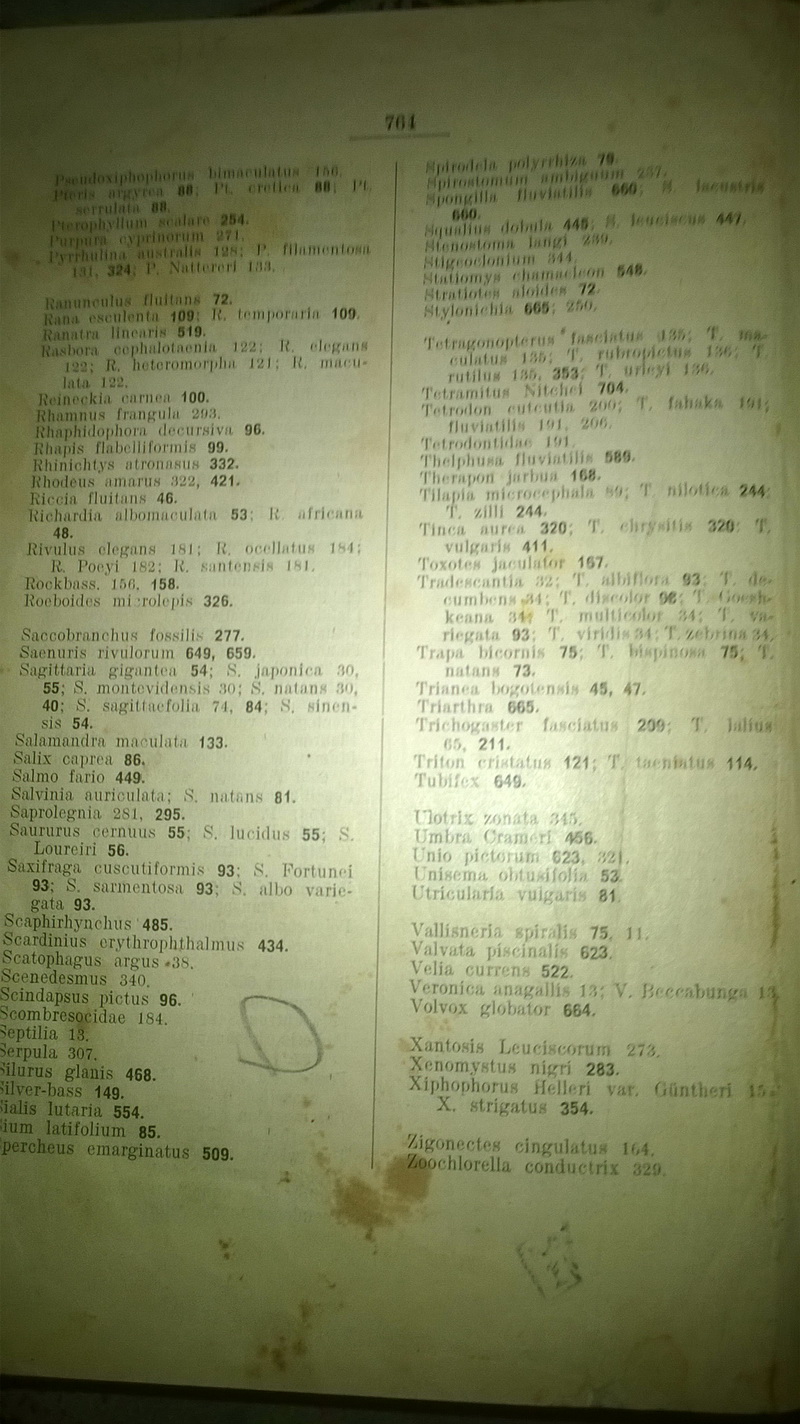 764
Pseudoxiphophorus bimaculatus 156.
Pteris argyrea 88; Pt. cretica 88; Pt.
serrulata 88.
Pterophyllum scalare 254.
Purpura cyprinorum 271.
Pyrrhulina australis 128; P. filamentosa
131, 324; P. Nattereri 133.
Ranunculus fluitans 72.
Rana esculenta 109; R. temporaria 109.
Ranatra linearis 519.
Rasbora cephalotaenia 122; R. elegans
122; R. heteromorpha 121; R. macu-
lata 122.
Reineckia carnea 100.
Rhamnus frangula 293.
Rhaphidophora decursiva 96.
Rhapis flabelliformis 99.
Rhinichtys atronasus 332.
Rhodeus amarus 322, 421.
Riccia fluitans 46.
Richardia albomaculata 53; R. africana
48.
Rivulus elegans 181; R. ocellatus 181;
R. Poeyi 182; R. santensis 181.
Rockbass. 156, 158.
Roeboides microlepis 326.
Saccobranchus fossilis 277.
Saenuris rivulorum 649, 659.
Sagittaria gigantea 54; S. japonica 30,
55; S. montevidensis 30; S. natans 30,
40; S. sagittaefolia 74, 84; S. sinen-
sis 54.
Salamandra maculata 133.
Salix caprea 86.
Salmo fario 449.
Salvinia auriculata; S. natans 81.
Saprolegnia 281, 295.
Saururus cernuus 55; S. lucidus 55; S.
Loureiri 56.
Saxifraga cuscutiformis 93; S. Fortunei
93; S. sarmentosa 93; S. albo varie-
gata 93.
Scaphirhynchus 485.
Scardinius erythrophthalmus 434.
Scatophagus argus 38.
Scenedesmus 340.
Scindapsus pictus 96.
Scombresocidae 184.
Septilia 13.
Serpula 307.
Silurus glanis 468.
Silver-bass 149.
ialis lutaria 554.
ium latifolium 85.
percheus emarginatus 509.
Spirodela polyrrhiza 79.
Spirostomum ambiguum 257.
Spongilla fluviatilis 660; S. lacustris
660.
Squalius dobula 445; S. leuciscus 447.
Stenostoma langi 239.
Stigeoclonium 344.
Statiomys chamaeleon 548.
Stratiotes aloides 72.
Stylonichia 665; 250.
Tetragonopterus fasciatus 135; T. ma-
culatus 135; T. rubropictus 136; T.
rutilus 135, 353; T. urleyi 136.
Tetramitus Nitchei 704.
Tetrodon cutcutia 200; T. fahaka 191;
fluviatilis 191, 206.
Tetrodontidae 191
Thelphusa fluviatilis 589.
Therapon jarbua 168.
Tilapia microcephala 89; T. nilotica 244;
T. zilli 244.
Tinca aurea 320; T. chrysitis 320; T.
vulgaris 411.
Toxotes jaculator 167.
Tradescantia 32; T. albiflora 93; T. de-
cumbens 34; T. discolor 96; T.
keana 34; T. multicolor 34; T. va-
riegata 93; T. viridis 34; T. zebrina 34.
Trapa bicornis 75; T. bispinosa 75; T.
natans 73.
Trianea bogotensis 45, 47.
Triarthra 665.
Trichogaster fasciatus 209; T. lalius
65, 211.
Triton cristatus 121; T. taeniatus 114.
Tubifex 649.
Ulotrix zonata 345.
Umbra Crameri 456.
Unio pictorum 623, 321.
Unisema obtusifolia 53.
Utricularia vulgaris 81.
Vallisneria spiralis 75, 11.
Valvata piscinalis 623.
Velia currens 522.
Veronica anagallis 13; V. Beccabunga 13.
Volvox globator 664.
Xantosis Leuciscorum 273.
Xenomystus nigri 283.
Xiphophorus Helleri var. Güntheri
X. strigatus 354.
Zigonectes cingulatus 164.
Zoochlorella conductrix 329.